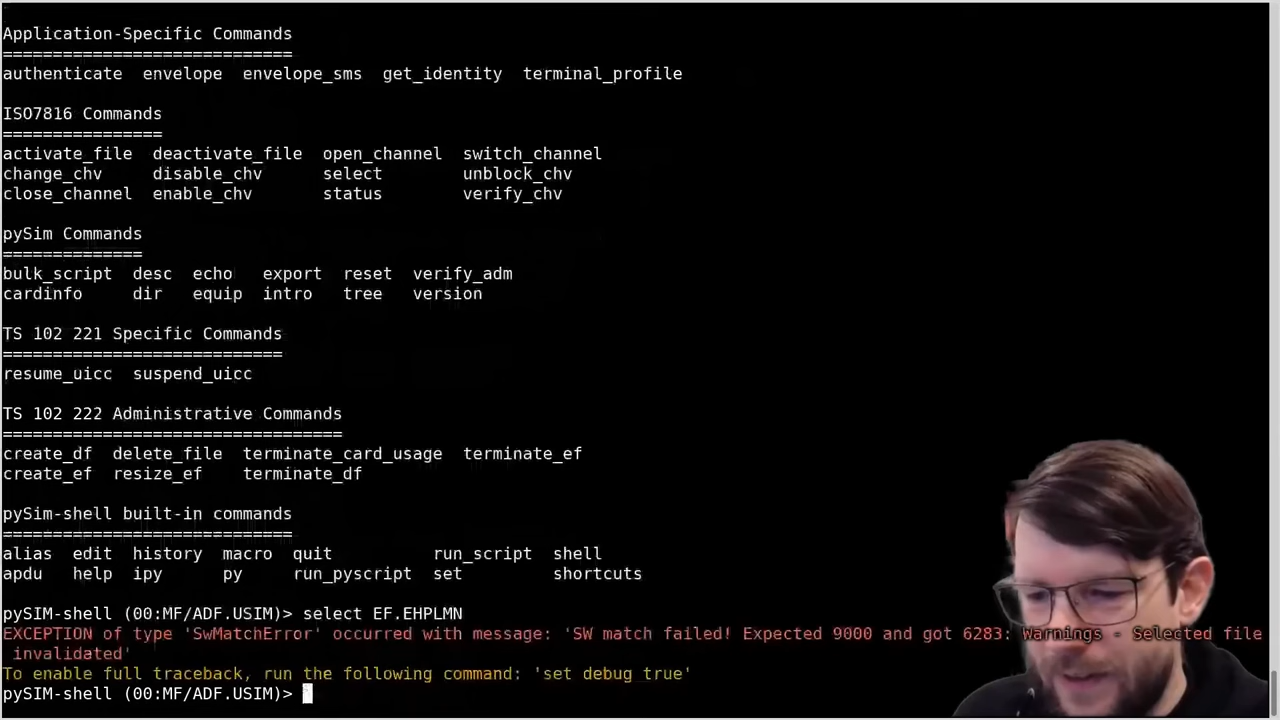 Application-Specific Commands
=============================
authenticate  envelope  envelope_sms  get_identity  terminal_profile
ISO7816 Commands
================
activate_file  deactivate_file  open_channel  switch_channel
change_chv     disable_chv      select        unblock_chv
close_channel  enable_chv       status        verify_chv
pySim Commands
==============
bulk_script  desc  echo   export  reset  verify_adm
cardinfo     dir   equip  intro   tree   version
TS 102 221 Specific Commands
============================
resume_uicc  suspend_uicc
TS 102 222 Administrative Commands
==================================
create_df  delete_file  terminate_card_usage  terminate_ef
create_ef  resize_ef    terminate_df
pySim-shell built-in commands
=============================
alias  edit  history  macro  quit          run_script  shell
apdu   help  ipy      py     run_pyscript  set         shortcuts
pySIM-shell (00:MF/ADF.USIM)> select EF.EHPLMN
EXCEPTION of type 'SwMatchError' occurred with message: 'SW match failed! Expected 9000 and got 6283: Warnings - Selected file
 invalidated'
To enable full traceback, run the following command: 'set debug true'
pySIM-shell (00:MF/ADF.USIM)>